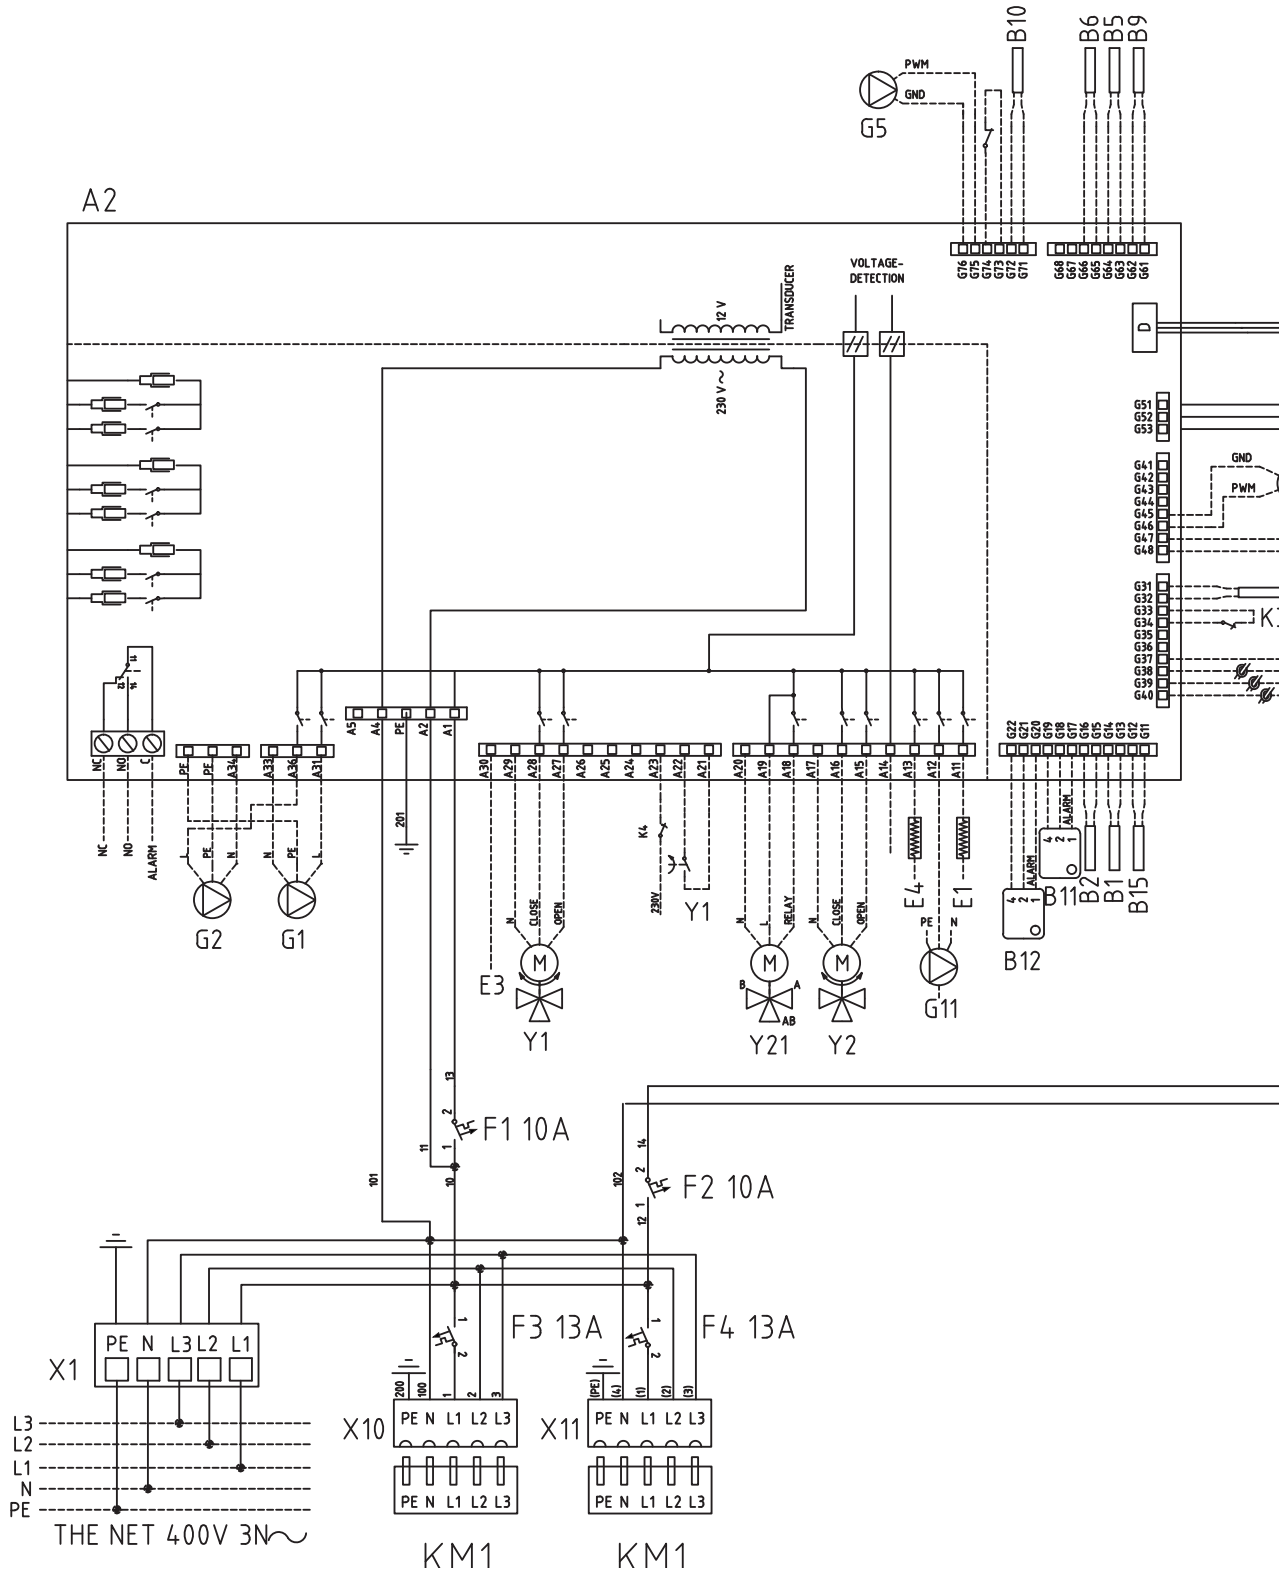 B10
B6
B5
B9
PWM
GND
G5
A2
G76
G75
G74
G73
G72
G71
G68
G67
G66
G65
G64
G63
G62
G61
VOLTAGE-
DETECTION
TRANSDUCER
12 V
230 V ~
D
G51
G52
G53
G41
G42
G43
G44
G45
G46
G47
G48
GND
PWM
G31
G32
G33
G34
G35
G36
G37
G38
G39
G40
11
12
14
A5
A4
PE
A2
A1
NC
NO
C
PE
PE
A34
A33
A36
A31
A30
A29
A28
A27
A26
A25
A24
A23
A22
A21
A20
A19
A18
A17
A16
A15
A14
A13
A12
A11
G22
G21
G20
G19
G18
G17
G16
G15
G14
G13
G12
G11
NC
NO
ALARM
L
PE
N
N
PE
L
G2
G1
201
K4
230V
Y1
E3
N
CLOSE
OPEN
M
Y1
N
L
RELAY
M
B
A
AB
Y21
N
CLOSE
OPEN
M
Y2
E4
E1
PE
N
G11
4
2
1
ALARM
B12
4
2
1
ALARM
B11
B2
B1
B15
13
2
1
F1 10A
11
10
101
102
14
2
1
12
F2 10A
PE N L3 L2 L1
X1
1
2
F3 13A
1
2
F4 13A
200
100
1
2
3
(PE)
(4)
(1)
(2)
(3)
X10
PE N L1 L2 L3
X11
PE N L1 L2 L3
PE N L1 L2 L3
PE N L1 L2 L3
L3
L2
L1
N
PE
THE NET 400V 3N~
KM1
KM1